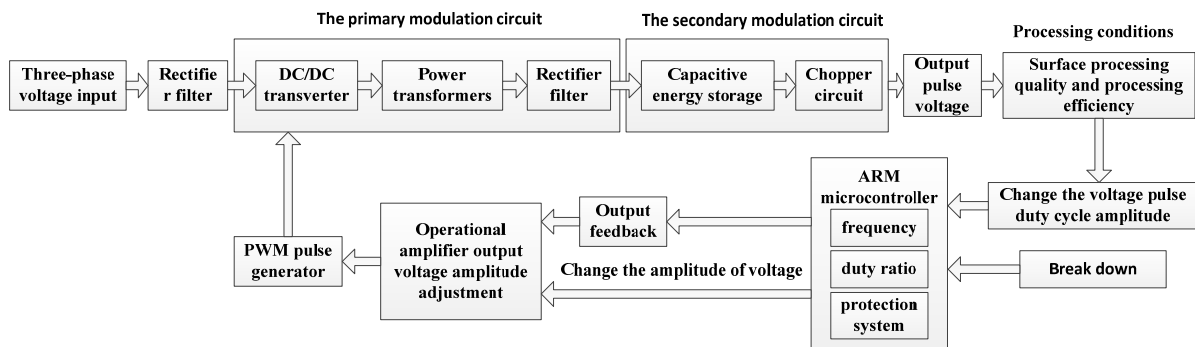 The primary modulation circuit
The secondary modulation circuit
Processing conditions
Three-phase
voltage input
Rectifie
r filter
DC/DC
transverter
Power
transformers
Rectifier
filter
Capacitive
energy storage
Chopper
circuit
Output
pulse
voltage
Surface processing
quality and processing
efficiency
ARM
microcontroller
frequency
duty ratio
protection
system
Change the voltage pulse
duty cycle amplitude
Break down
Output
feedback
Change the amplitude of voltage
Operational
amplifier output
voltage amplitude
adjustment
PWM pulse
generator